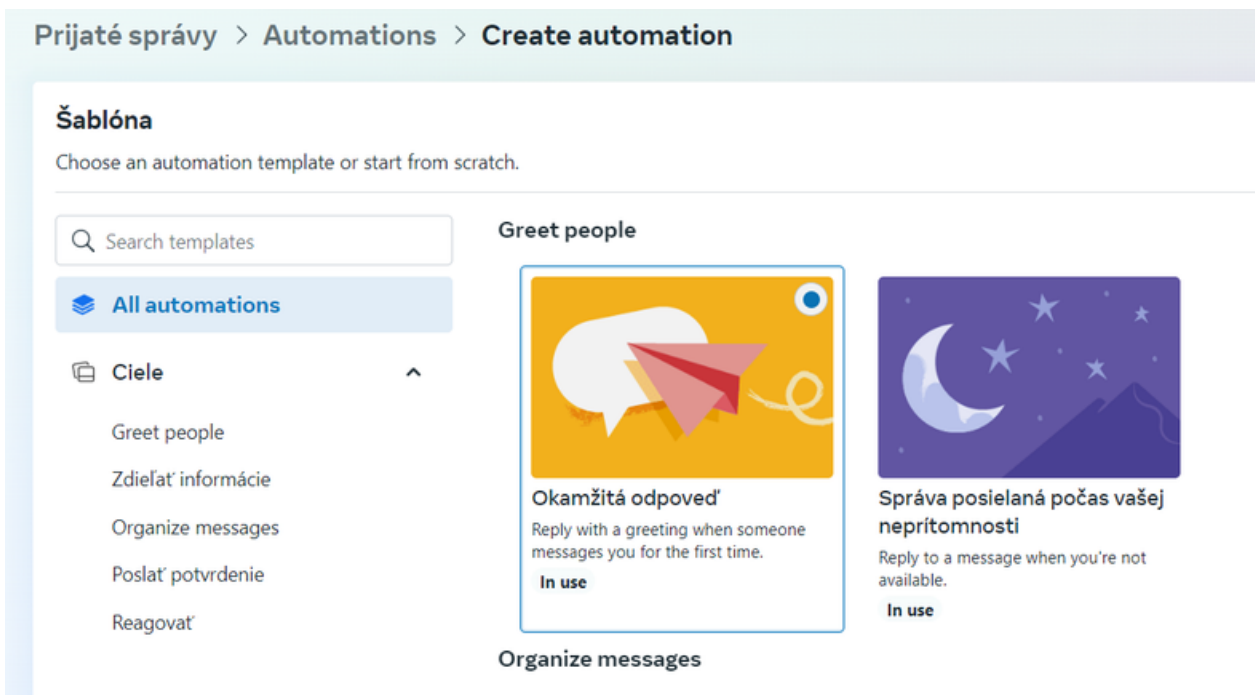 Prijaté správy > Automations > Create automation
Šablóna
Choose an automation template or start from scratch.
Search templates
All automations
Ciele
Greet people
Zdieľať informácie
Organize messages
Poslať potvrdenie
Reagovať
Greet people
Okamžitá odpoveď
Reply with a greeting when someone
messages you for the first time.
In use
Správa posielaná počas vašej
neprítomnosti
Reply to a message when you're not
available.
In use
Organize messages